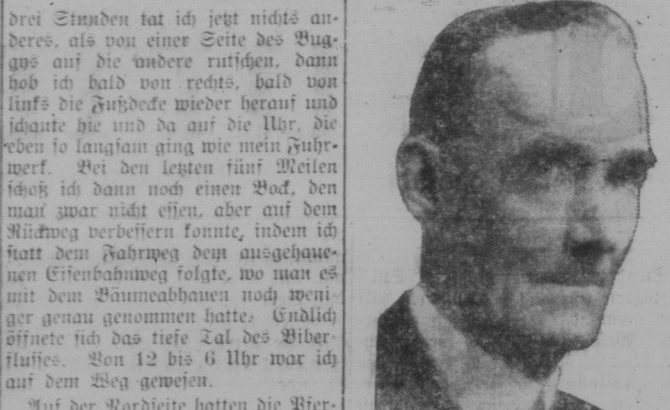 drei Stunden tat ich jetzt nichts an-
deres, als von einer Seite des Bug-
gys auf die andere rutschen, dann
hob ich bald von rechts, bald von
links die Fußdecke wieder herauf und
schaute hie und da auf die Uhr, die
eben so langsam ging wie mein Fuhr-
werk. Bei den letzten fünf Meilen
schoß ich dann noch einen Bock, den
man zwar nicht essen, aber auf dem
Rückweg verbessern konnte, indem ich
statt dem Fahrweg dem ausgehaue-
nen Eisenbahnweg folgte, wo man es
mit dem Bäumeabhauen noch weni-
ger genau genommen hatte. Endlich
öffnete sich das tiefe Tal des Biber-
flusses. Von 12 bis 6 Uhr war ich
auf dem Weg gewesen.
Auf der Nordseite hatten die Pfer-